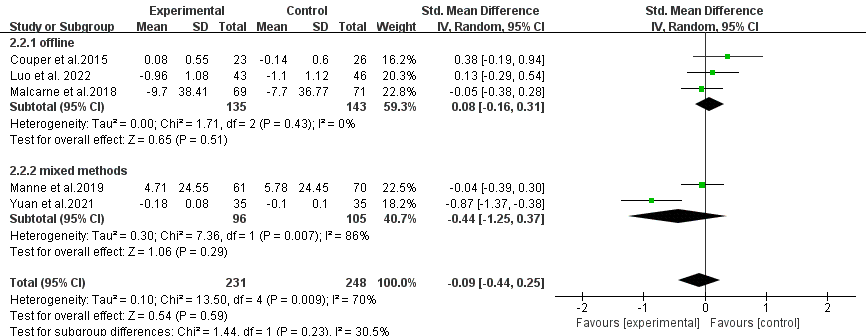 Experimental Control Std. Mean Difference Std. Mean Difference
Study or Subgroup Mean SD Total Mean SD Total Weight IV, Random, 95% CI IV, Random, 95% CI
2.2.1 offline
Couper et al.2015 0.08 0.55 23 -0.14 0.6 26 16.2% 0.38 [-0.19, 0.94]
Luo et al. 2022 -0.96 1.08 43 -1.1 1.12 46 20.3% 0.13 [-0.29, 0.54]
Malcarne et al.2018 -9.7 38.41 69 -7.7 36.77 71 22.8% -0.05 [-0.38, 0.28]
Subtotal (95% CI) 135 143 59.3% 0.08 [-0.16, 0.31]
Heterogeneity: Tau² = 0.00; Chi² = 1.71, df = 2 (P = 0.43); I² = 0%
Test for overall effect: Z = 0.65 (P = 0.51)
2.2.2 mixed methods
Manne et al.2019 4.71 24.55 61 5.78 24.45 70 22.5% -0.04 [-0.39, 0.30]
Yuan et al.2021 -0.18 0.08 35 -0.1 0.1 35 18.2% -0.87 [-1.37, -0.38]
Subtotal (95% CI) 96 105 40.7% -0.44 [-1.25, 0.37]
Heterogeneity: Tau² = 0.30; Chi² = 7.36, df = 1 (P = 0.007); I² = 86%
Test for overall effect: Z = 1.06 (P = 0.29)
Total (95% CI) 231 248 100.0% -0.09 [-0.44, 0.25]
Heterogeneity: Tau² = 0.10; Chi² = 13.50, df = 4 (P = 0.009); I² = 70%
Test for overall effect: Z = 0.54 (P = 0.59)
Test for subgroup differences: Chi² = 1.44, df = 1 (P = 0.23), I² = 30.5%
-2 -1 0 1 2
Favours [experimental] Favours [control]